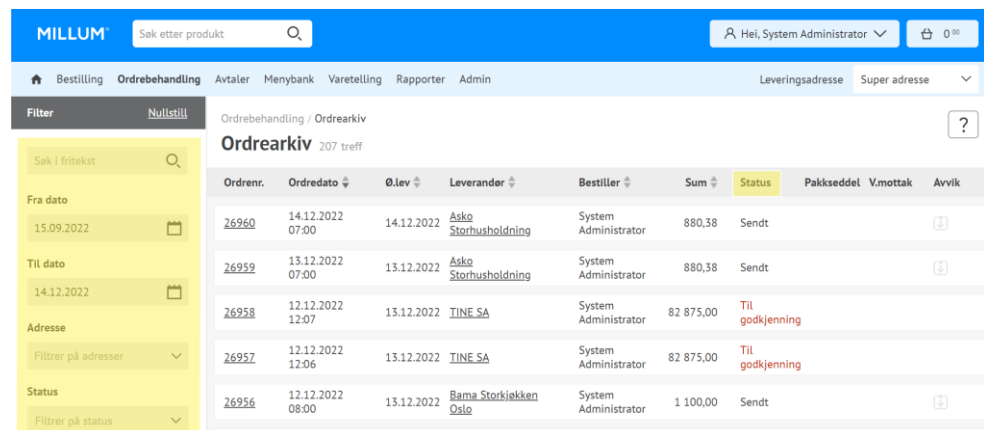 MILLUM
Søk etter produkt
Hei, System Administrator
0 00
Bestilling Ordrebehandling Avtaler Menybank Varetelling Rapporter Admin
Leveringsadresse Super adresse
Filter Nullstill
Søk i fritekst
Fra dato
15.09.2022
Til dato
14.12.2022
Adresse
Filtrer på adresser
Status
Filtrer på status
Ordrebehandling / Ordrearkiv
?
Ordrearkiv 207 treff
Ordrenr. Ordredato Ø.lev Leverandør Bestiller Sum Status Pakkseddel V.mottak Avvik
26960 14.12.2022 07:00 14.12.2022 Asko Storhusholdning System Administrator 880,38 Sendt
26959 13.12.2022 07:00 13.12.2022 Asko Storhusholdning System Administrator 880,38 Sendt
26958 12.12.2022 12:07 13.12.2022 TINE SA System Administrator 82 875,00 Til godkjenning
26957 12.12.2022 12:06 13.12.2022 TINE SA System Administrator 82 875,00 Til godkjenning
26956 12.12.2022 08:00 13.12.2022 Bama Storkjøkken Oslo System Administrator 1 100,00 Sendt